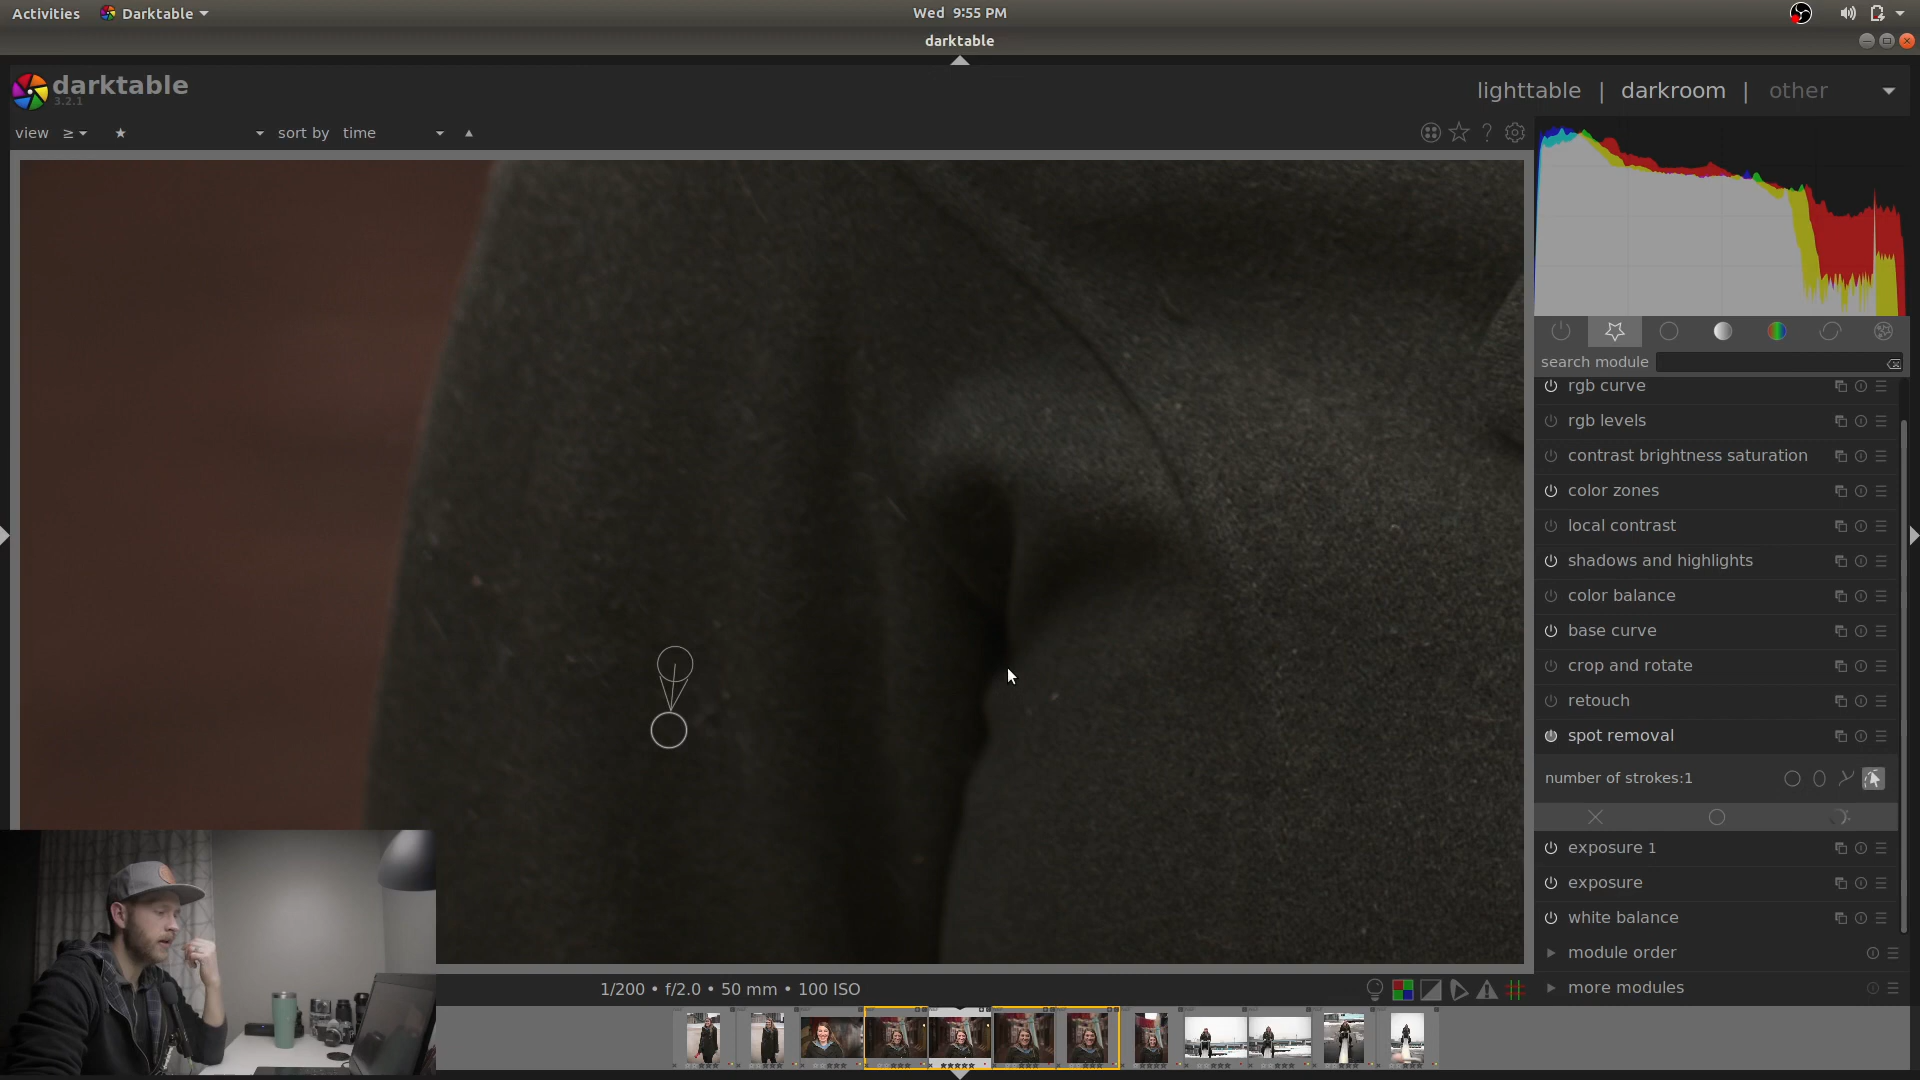 Activities
Darktable
Wed 9:55 PM
darktable
darktable
3.2.1
lighttable | darkroom | other
view ≥ ★
sort by time
?
search module
rgb curve
rgb levels
contrast brightness saturation
color zones
local contrast
shadows and highlights
color balance
base curve
crop and rotate
retouch
spot removal
number of strokes:1
exposure 1
exposure
white balance
module order
more modules
1/200 • f/2.0 • 50 mm • 100 ISO